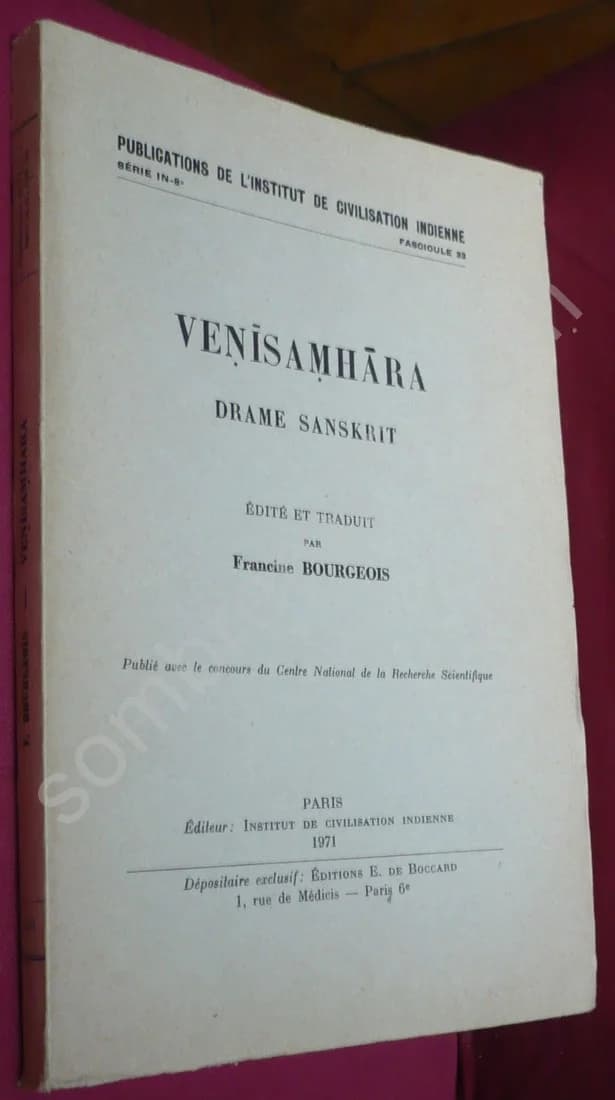 PUBLICATIONS DE L'INSTITUT DE CIVILISATION INDIENNE
SÉRIE IN-8°
FASCICULE 33
VEṆĪSAṂHĀRA
DRAME SANSKRIT
ÉDITÉ ET TRADUIT
PAR
Francine BOURGEOIS
Publié avec le concours du Centre National de la Recherche Scientifique
PARIS
Éditeur: INSTITUT DE CIVILISATION INDIENNE
1971
Dépositaire exclusif: ÉDITIONS E. DE BOCCARD
1, rue de Médicis — Paris 6e
F. BOURGEOIS — VEṆĪSAṂHĀRA